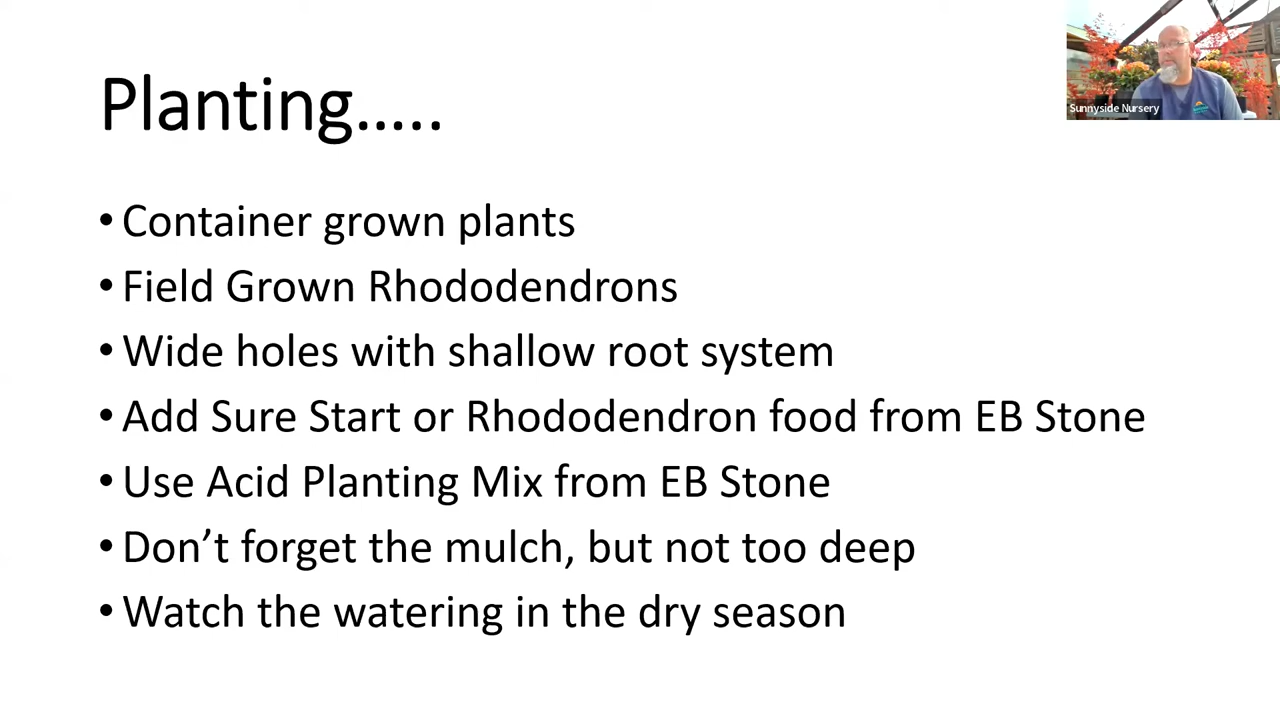 Planting.....
Sunnyside Nursery
• Container grown plants
• Field Grown Rhododendrons
• Wide holes with shallow root system
• Add Sure Start or Rhododendron food from EB Stone
• Use Acid Planting Mix from EB Stone
• Don’t forget the mulch, but not too deep
• Watch the watering in the dry season